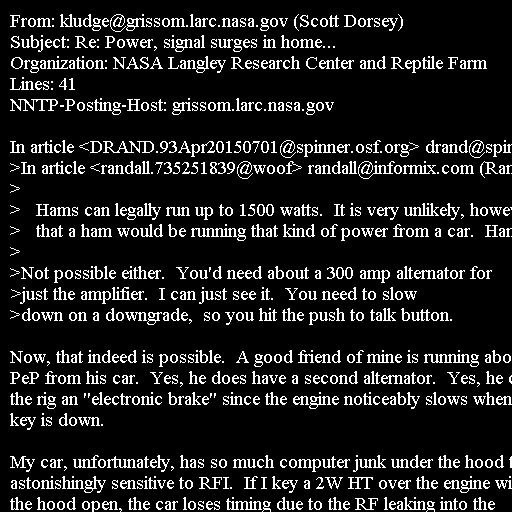 From: kludge@grissom.larc.nasa.gov (Scott Dorsey)
Subject: Re: Power, signal surges in home...
Organization: NASA Langley Research Center and Reptile Farm
Lines: 41
NNTP-Posting-Host: grissom.larc.nasa.gov

In article <DRAND.93Apr20150701@spinner.osf.org> drand@spin
>In article <randall.735251839@woof> randall@informix.com (Ran
>
>   Hams can legally run up to 1500 watts.  It is very unlikely, howe
>   that a ham would be running that kind of power from a car.  Ham
>
>Not possible either.  You'd need about a 300 amp alternator for
>just the amplifier.  I can just see it.  You need to slow
>down on a downgrade,  so you hit the push to talk button.

Now, that indeed is possible.  A good friend of mine is running abo
PeP from his car.  Yes, he does have a second alternator.  Yes, he c
the rig an "electronic brake" since the engine noticeably slows when
key is down.

My car, unfortunately, has so much computer junk under the hood t
astonishingly sensitive to RFI.  If I key a 2W HT over the engine wi
the hood open, the car loses timing due to the RF leaking into the